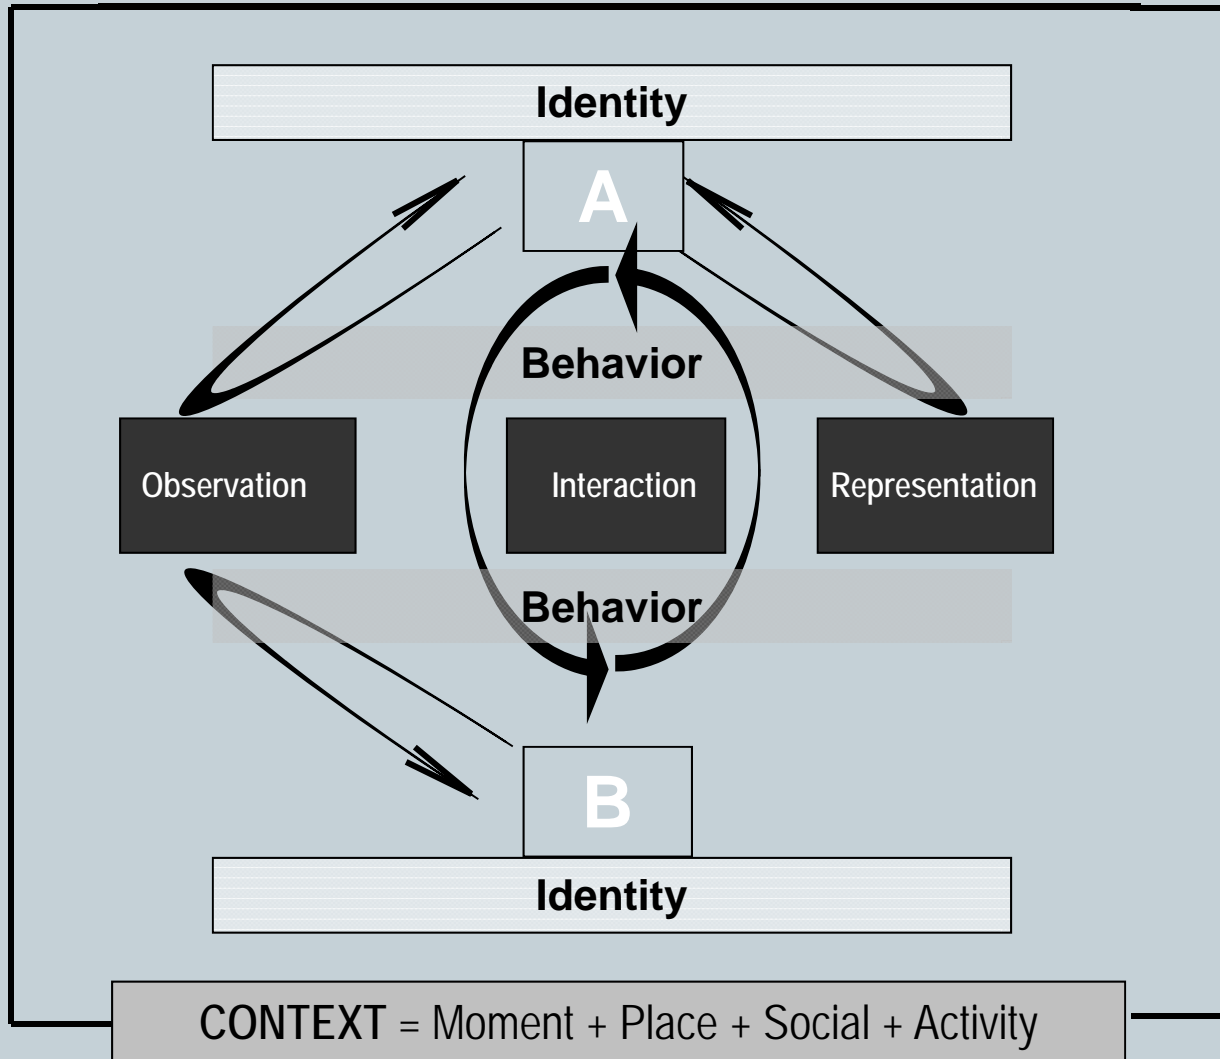 Identity
A
Behavior
Observation
Interaction
Representation
Behavior
B
Identity
CONTEXT = Moment + Place + Social + Activity